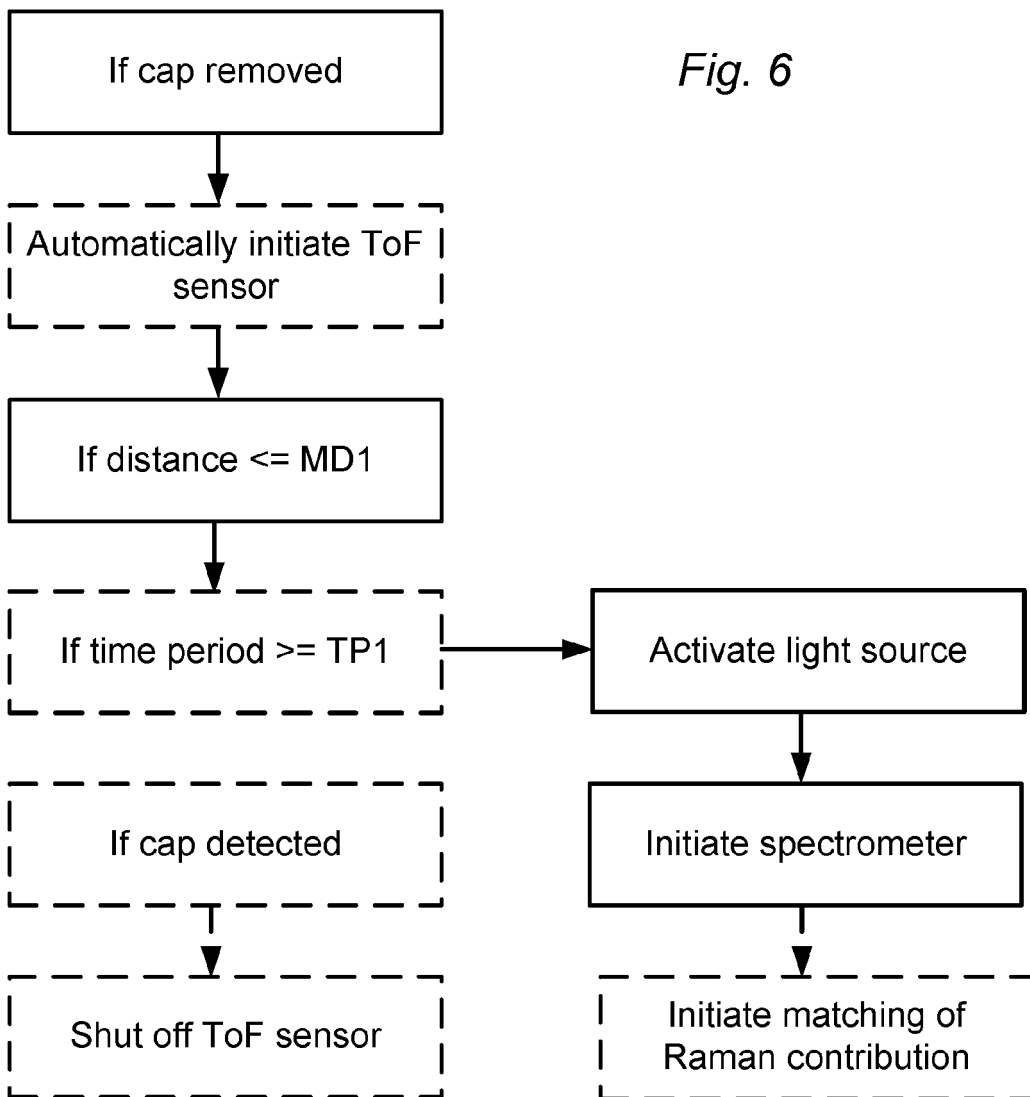 If cap removed
Fig. 6
Automatically initiate ToF
sensor
If distance <= MD1
If time period >= TP1
Activate light source
If cap detected
Initiate spectrometer
Shut off ToF sensor
Initiate matching of
Raman contribution